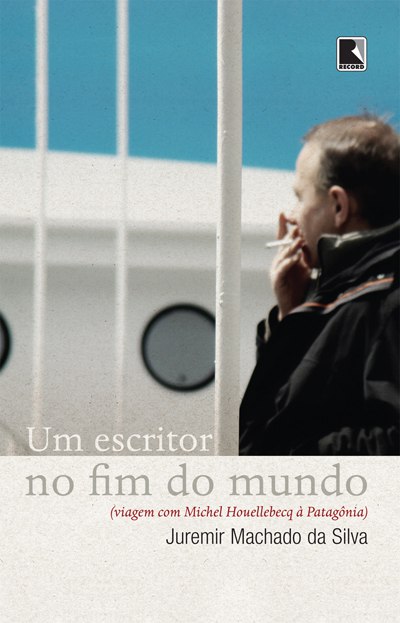 RECORD
Um escritor
no fim do mundo
(viagem com Michel Houellebecq à Patagônia)
Juremir Machado da Silva